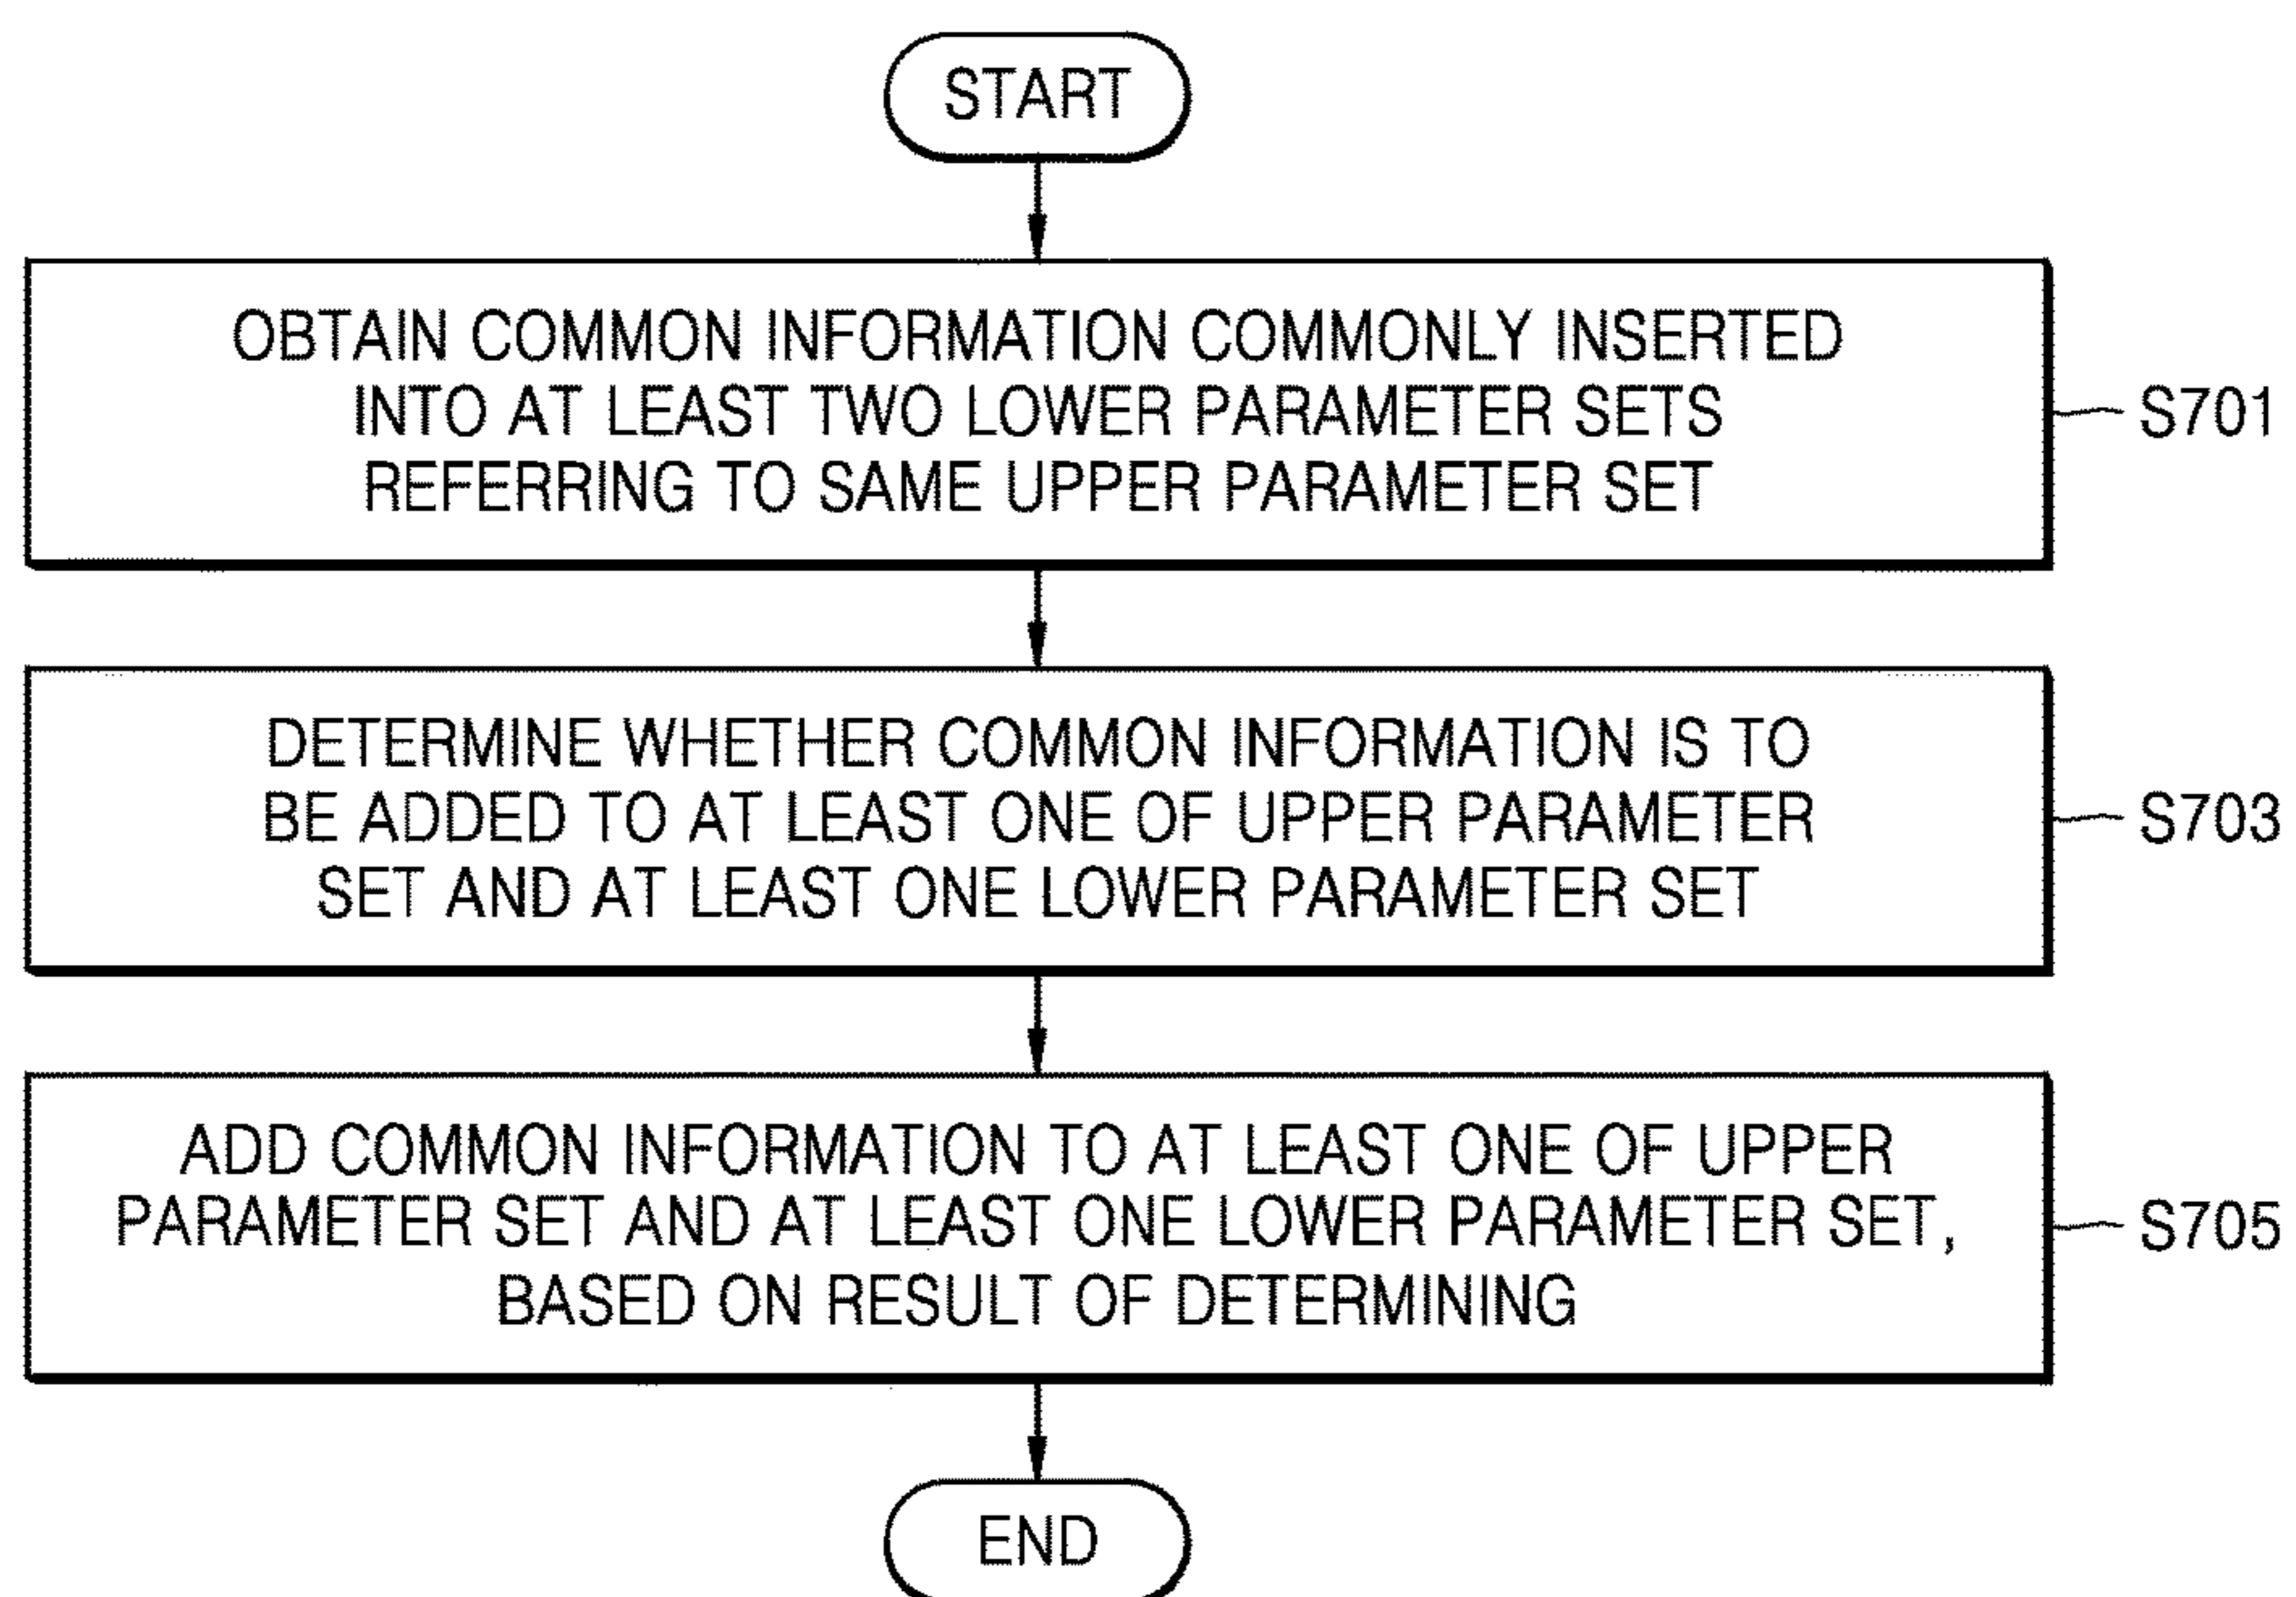 START
OBTAIN COMMON INFORMATION COMMONLY INSERTED
INTO AT LEAST TWO LOWER PARAMETER SETS
REFERRING TO SAME UPPER PARAMETER SET
S701
DETERMINE WHETHER COMMON INFORMATION IS TO
BE ADDED TO AT LEAST ONE OF UPPER PARAMETER
SET AND AT LEAST ONE LOWER PARAMETER SET
S703
ADD COMMON INFORMATION TO AT LEAST ONE OF UPPER
PARAMETER SET AND AT LEAST ONE LOWER PARAMETER SET,
BASED ON RESULT OF DETERMINING
S705
END